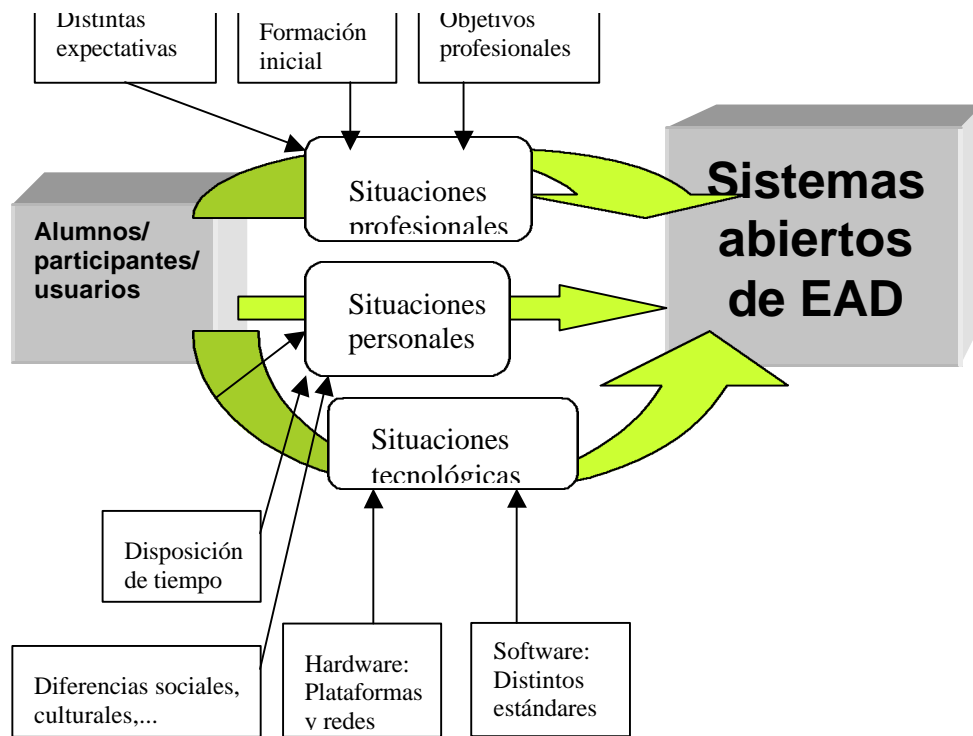 Distintas
expectativas
Formación
inicial
Objetivos
profesionales
Situaciones
profesionales
Sistemas
abiertos
de EAD
Alumnos/
participantes/
usuarios
Situaciones
personales
Situaciones
tecnológicas
Disposición
de tiempo
Diferencias sociales,
culturales,...
Hardware:
Plataformas
y redes
Software:
Distintos
estándares